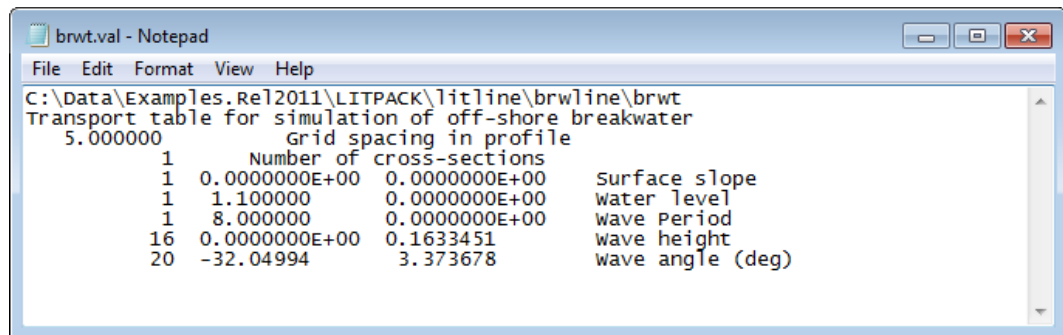 brwt.val - Notepad
File Edit Format View Help
C:\Data\Examples.Rel2011\LITPACK\litline\brwline\brwt
Transport table for simulation of off-shore breakwater
5.000000 Grid spacing in profile
1 Number of cross-sections
1 0.0000000E+00 0.0000000E+00 Surface slope
1 1.100000 0.0000000E+00 Water level
1 8.000000 0.0000000E+00 Wave Period
16 0.0000000E+00 0.1633451 Wave height
20 -32.04994 3.373678 Wave angle (deg)